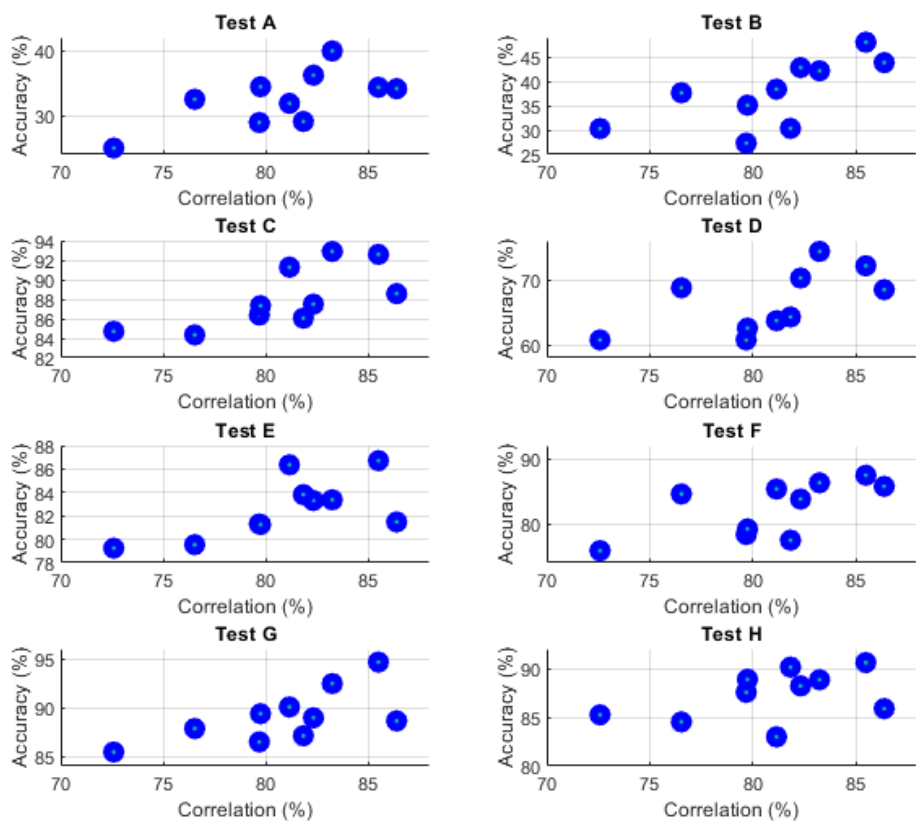 Test A
Accuracy (%)
40
30
70 75 80 85
Correlation (%)
Test B
Accuracy (%)
45
35
30
25
70 75 80 85
Correlation (%)
Test C
Accuracy (%)
94
92
90
88
86
84
82
70 75 80 85
Correlation (%)
Test D
Accuracy (%)
70
60
70 75 80 85
Correlation (%)
Test E
Accuracy (%)
88
86
84
82
80
78
70 75 80 85
Correlation (%)
Test F
Accuracy (%)
90
80
70 75 80 85
Correlation (%)
Test G
Accuracy (%)
95
90
85
70 75 80 85
Correlation (%)
Test H
Accuracy (%)
90
85
80
70 75 80 85
Correlation (%)